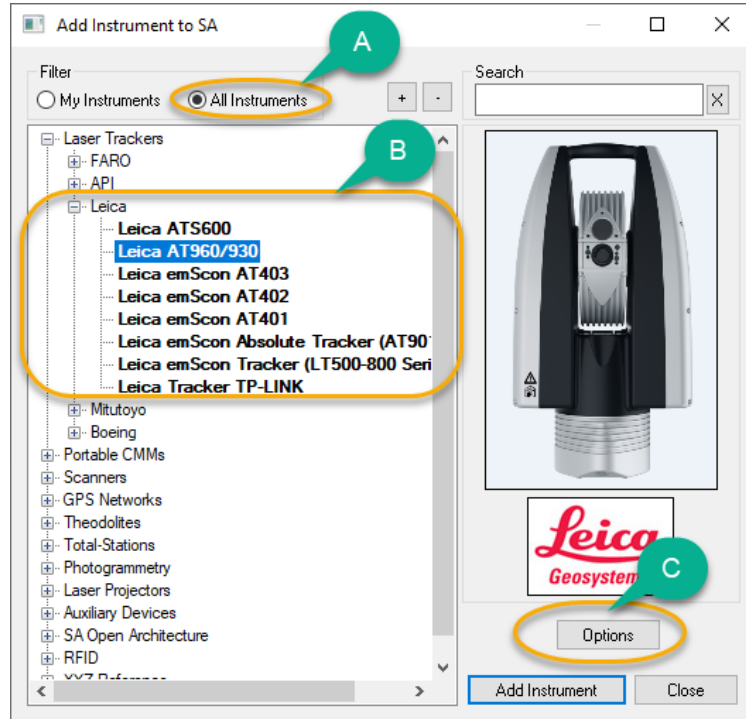 Add Instrument to SA
A
Filter
My Instruments
All Instruments
+
-
Search
X
Laser Trackers
FARO
API
B
Leica
Leica ATS600
Leica AT960/930
Leica emScon AT403
Leica emScon AT402
Leica emScon AT401
Leica emScon Absolute Tracker (AT90
Leica emScon Tracker (LT500-800 Seri
Leica Tracker TP-LINK
Mitutoyo
Boeing
Portable CMMs
Scanners
GPS Networks
Theodolites
Total-Stations
Photogrammetry
Laser Projectors
Auxiliary Devices
SA Open Architecture
RFID
Leica
Geosystem
C
Options
Add Instrument
Close